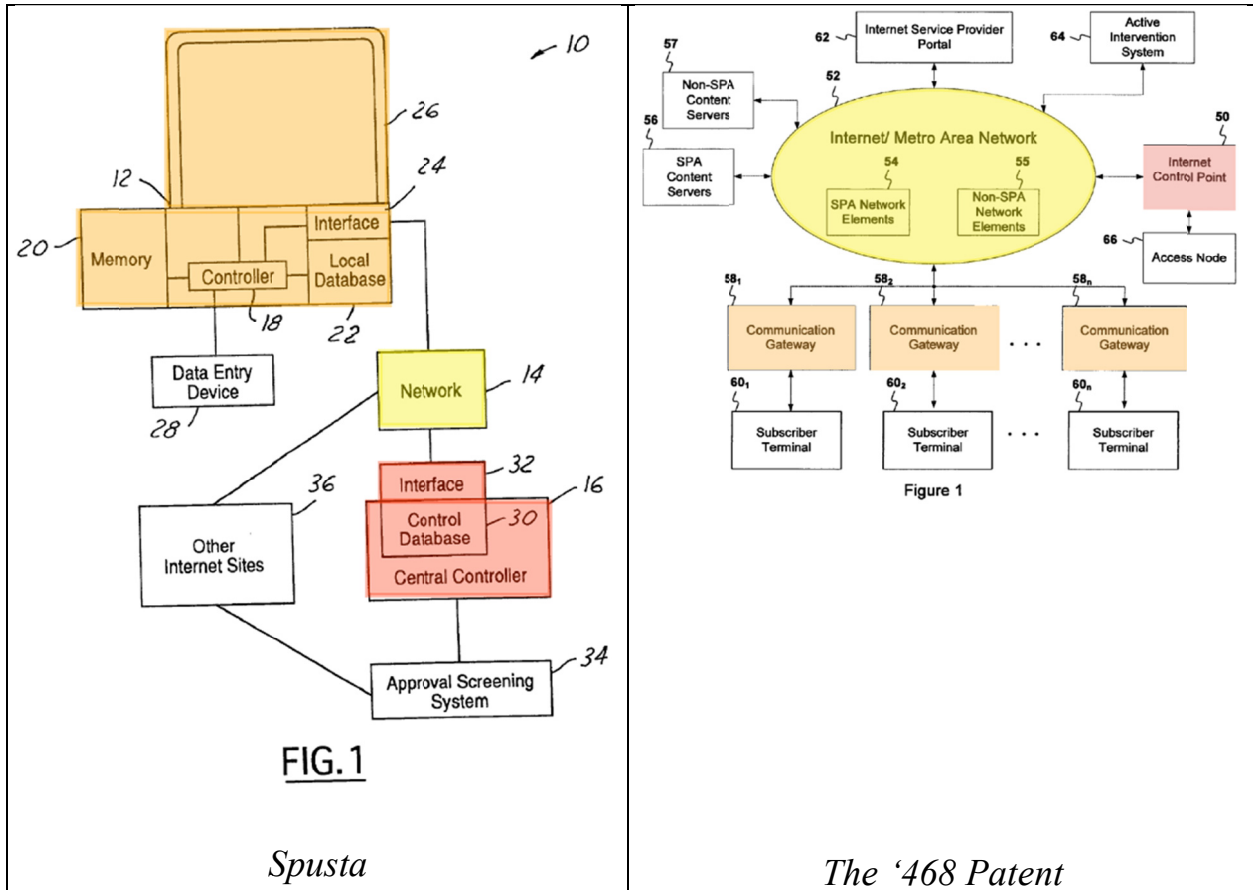 10
26
24
12
Interface
20
Memory
Controller
Local
Database
18
22
Data Entry
Device
28
Network
14
32
Interface
16
36
Control
Database
30
Other
Internet Sites
Central Controller
34
Approval Screening
System
FIG.1
Spusta
62
Internet Service Provider
Portal
64
Active
Intervention
System
57
Non-SPA
Content
Servers
52
56
SPA
Content
Servers
Internet/ Metro Area Network
54
SPA Network
Elements
55
Non-SPA
Network
Elements
50
Internet
Control Point
66
Access Node
58₁
58₂
58ₙ
Communication
Gateway
Communication
Gateway
. . .
Communication
Gateway
60₁
60₂
60ₙ
Subscriber
Terminal
Subscriber
Terminal
. . .
Subscriber
Terminal
Figure 1
The ‘468 Patent